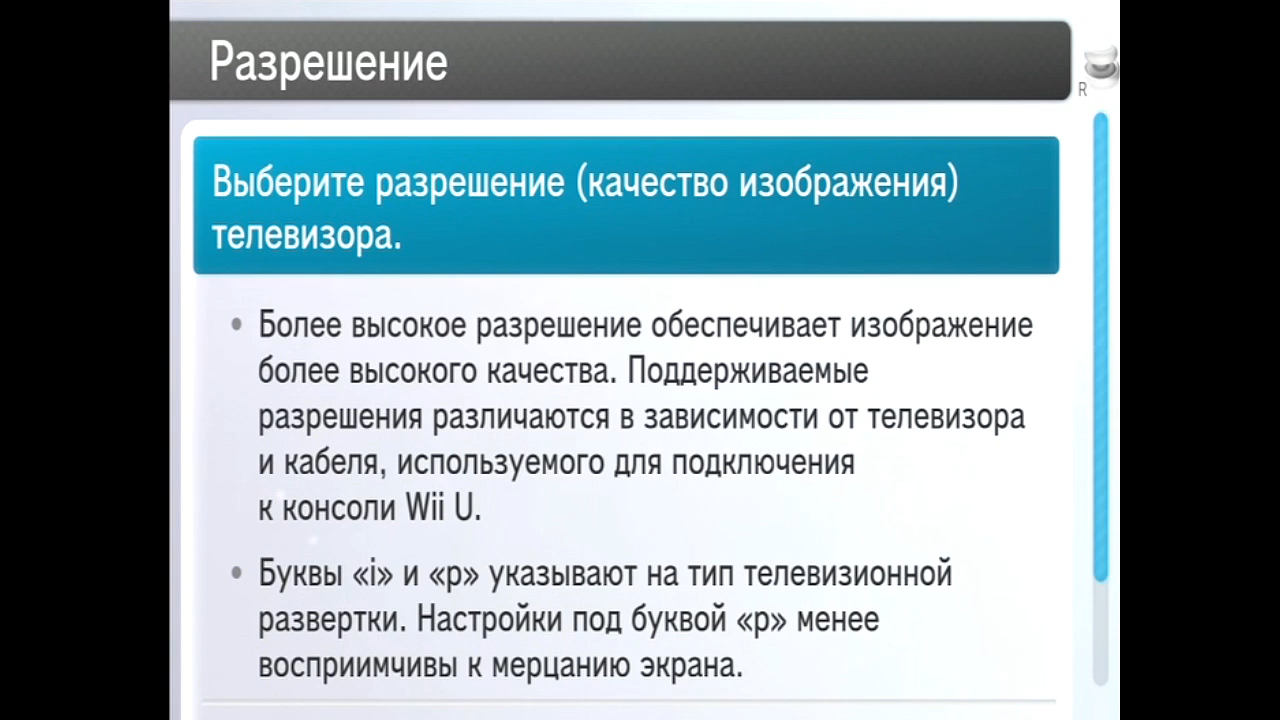 Разрешение
R
Выберите разрешение (качество изображения)
телевизора.
• Более высокое разрешение обеспечивает изображение
более высокого качества. Поддерживаемые
разрешения различаются в зависимости от телевизора
и кабеля, используемого для подключения
к консоли Wii U.
• Буквы «i» и «p» указывают на тип телевизионной
развертки. Настройки под буквой «p» менее
восприимчивы к мерцанию экрана.